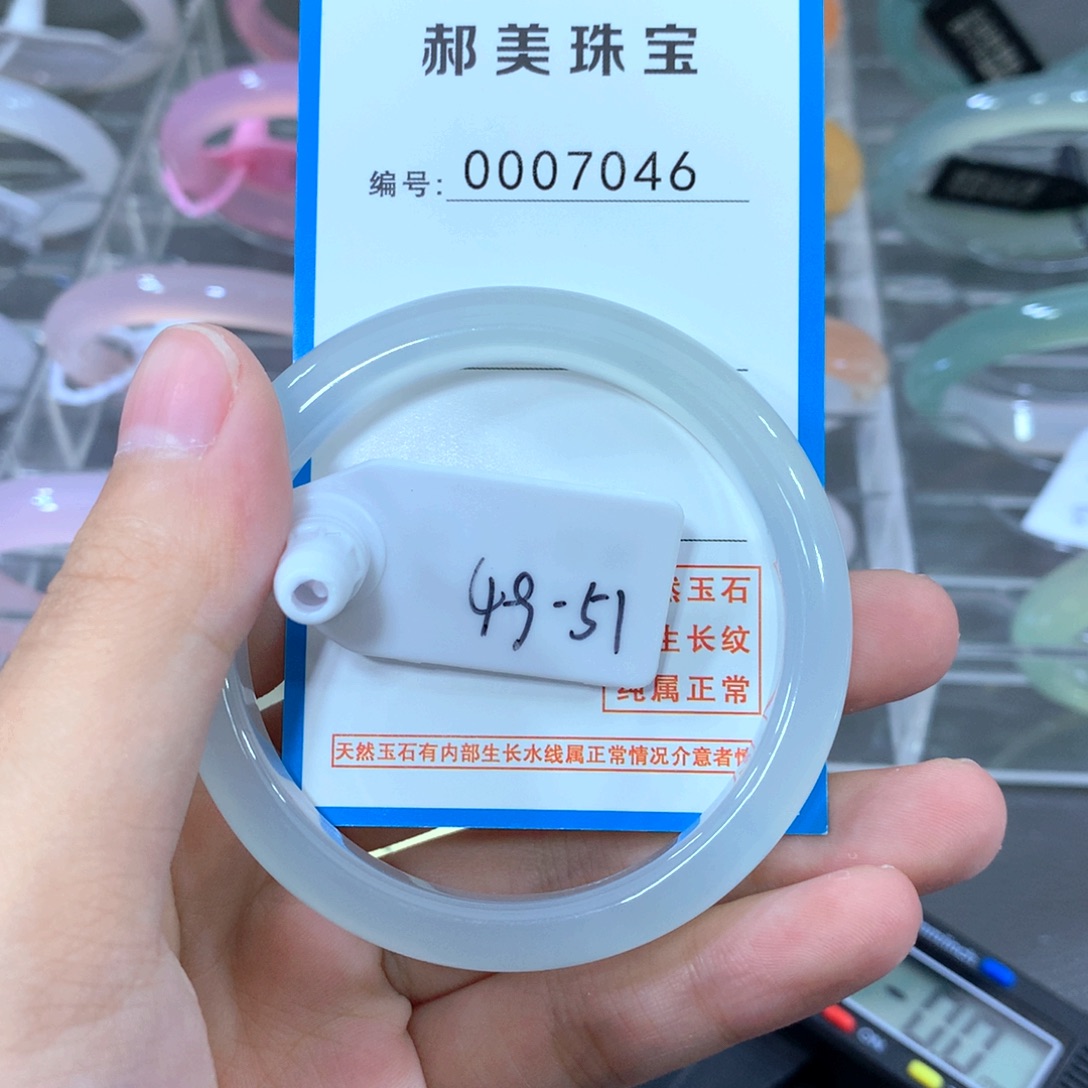 郝美珠宝
编号: 0007046
49-51
玉石
生长纹
纯属正常
天然玉石有内部生长水线属正常情况介意者